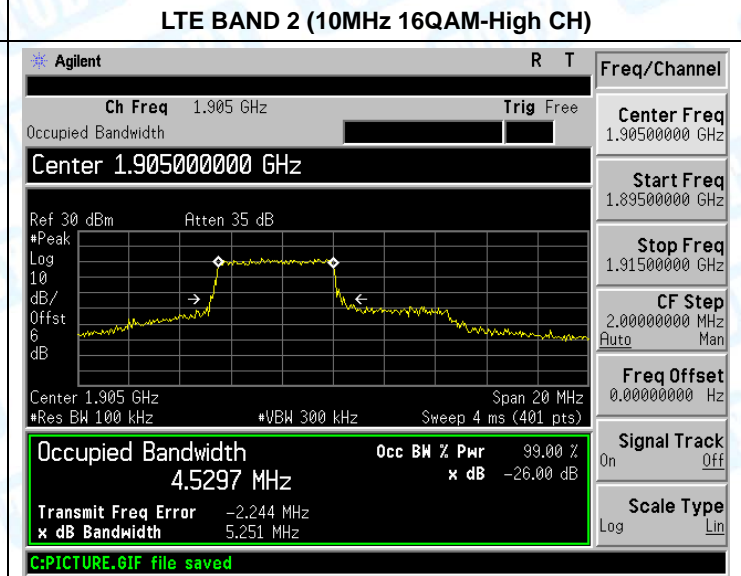 LTE BAND 2 (10MHz 16QAM-High CH)
Agilent R T
Ch Freq 1.905 GHz Trig Free
Occupied Bandwidth
Center 1.905000000 GHz
Ref 30 dBm Atten 35 dB
#Peak
Log
10
dB/
Offst
6
dB
Center 1.905 GHz Span 20 MHz
#Res BW 100 kHz #VBW 300 kHz Sweep 4 ms (401 pts)
Occupied Bandwidth Occ BW % Pwr 99.00 %
4.5297 MHz x dB -26.00 dB
Transmit Freq Error -2.244 MHz
x dB Bandwidth 5.251 MHz
C:PICTURE.GIF file saved
Freq/Channel
Center Freq
1.90500000 GHz
Start Freq
1.89500000 GHz
Stop Freq
1.91500000 GHz
CF Step
2.00000000 MHz
Auto Man
Freq Offset
0.00000000 Hz
Signal Track
On Off
Scale Type
Log Lin